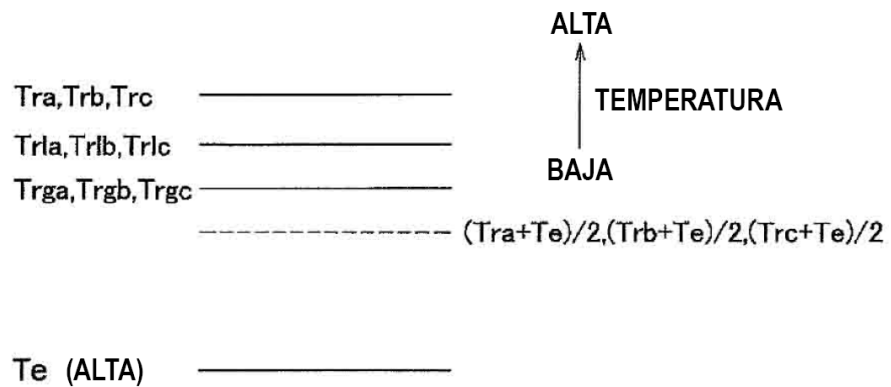 ALTA
Tra,Trb,Trc
TEMPERATURA
Trla,Trlb,Trlc
BAJA
Trga,Trgb,Trgc
(Tra+Te)/2,(Trb+Te)/2,(Trc+Te)/2
Te (ALTA)